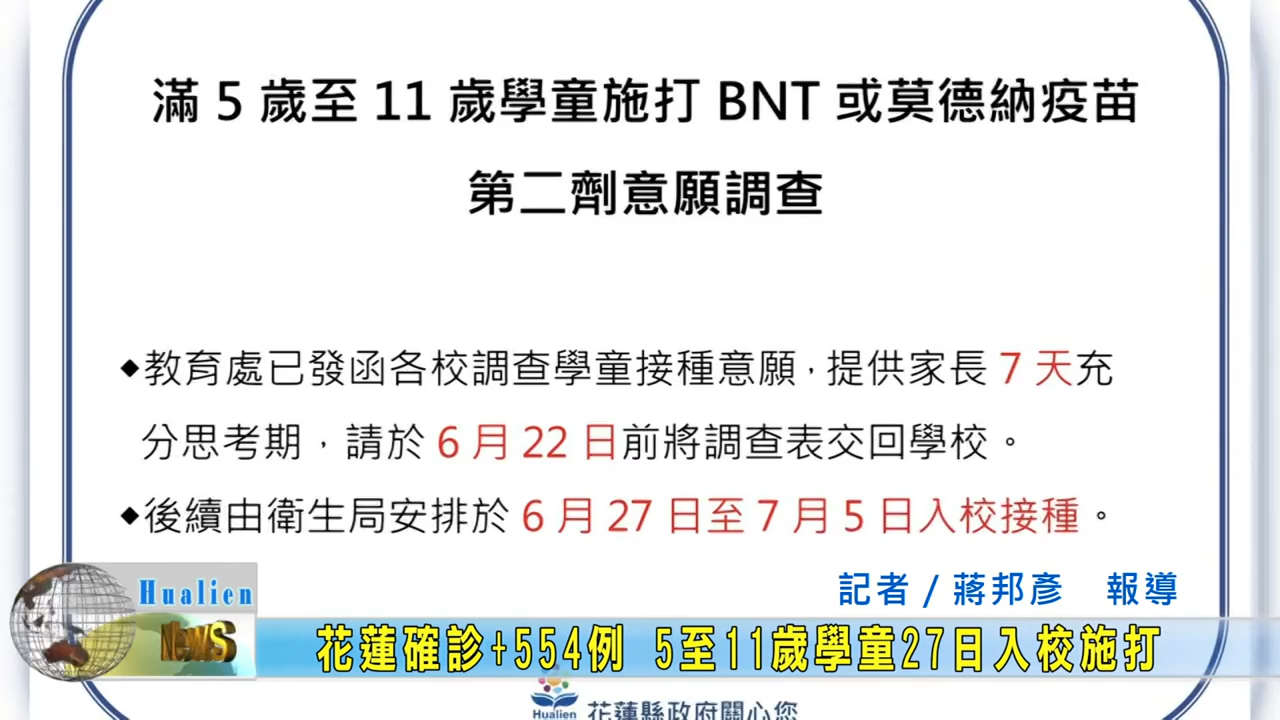 滿 5 歲至 11 歲學童施打 BNT 或莫德納疫苗
第二劑意願調查
◆教育處已發函各校調查學童接種意願，提供家長 7 天充
分思考期，請於 6 月 22 日前將調查表交回學校。
◆後續由衛生局安排於 6 月 27 日至 7 月 5 日入校接種。
記者/蔣邦彥 報導
Hualien
NEWS
花蓮確診+554例 5至11歲學童27日入校施打
Hualien 花蓮縣政府關心您